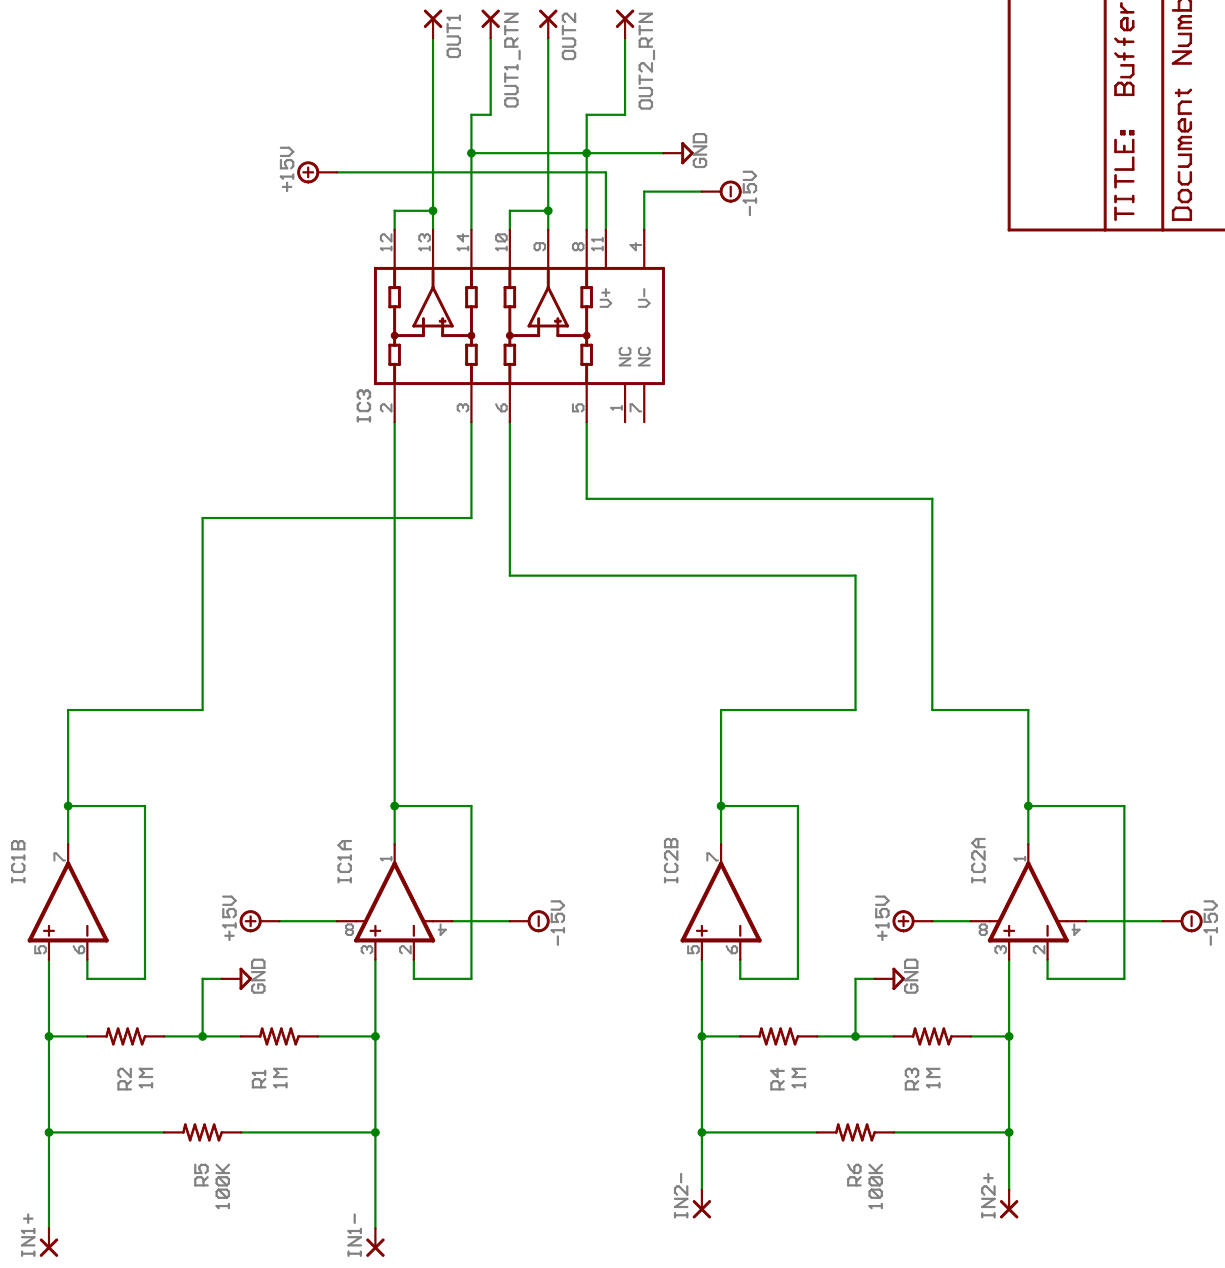 OUT1
OUT1_RTN
OUT2
OUT2_RTN
+15V
GND
-15V
12
13
14
10
9
8
11
4
V+
V-
NC
NC
IC3
2
3
6
5
1
7
IC1B
7
+
-
5
6
IC1A
1
+15V
8
+
-
4
-15V
3
2
GND
R2
1M
R1
1M
R5
100K
IN1+
IN1-
IC2B
7
+
-
5
6
IC2A
1
+15V
8
+
-
4
-15V
3
2
GND
R4
1M
R3
1M
R6
100K
IN2-
IN2+
TITLE: Buffer
Document Numb